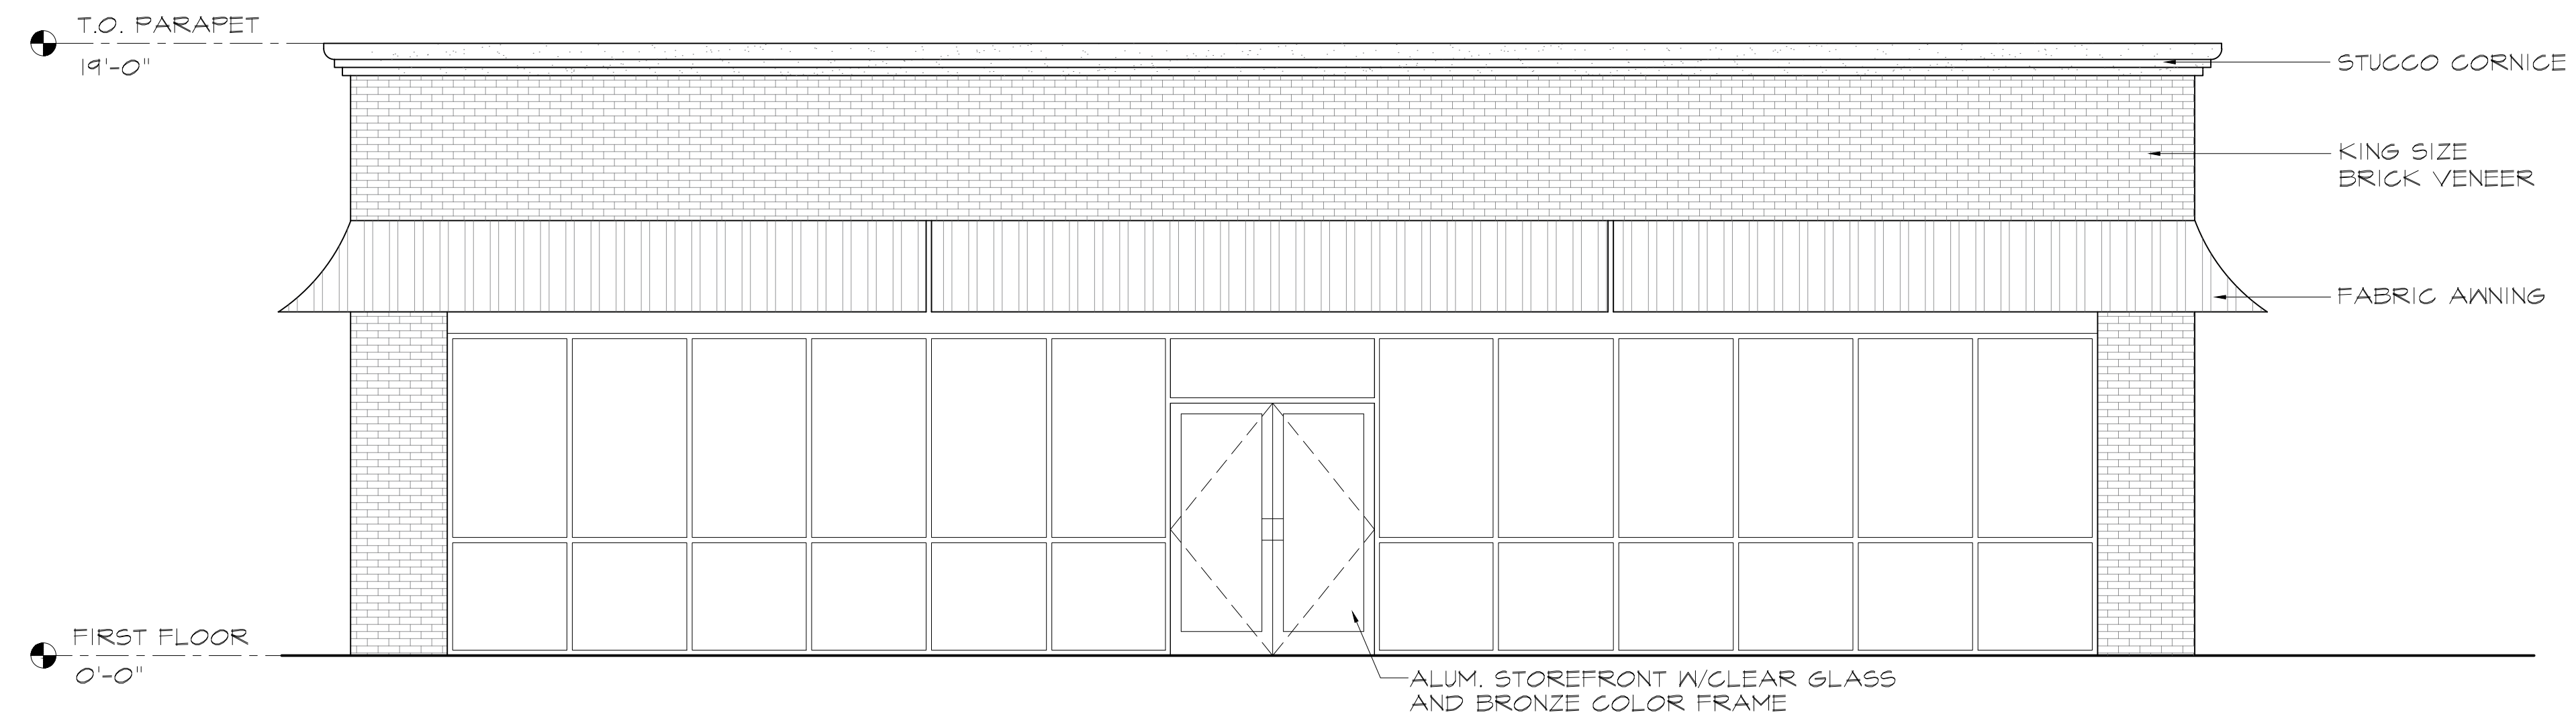 T.O. PARAPET
19'-0"
STUCCO CORNICE
KING SIZE
BRICK VENEER
FABRIC AWNING
FIRST FLOOR
0'-0"
ALUM. STOREFRONT W/CLEAR GLASS
AND BRONZE COLOR FRAME